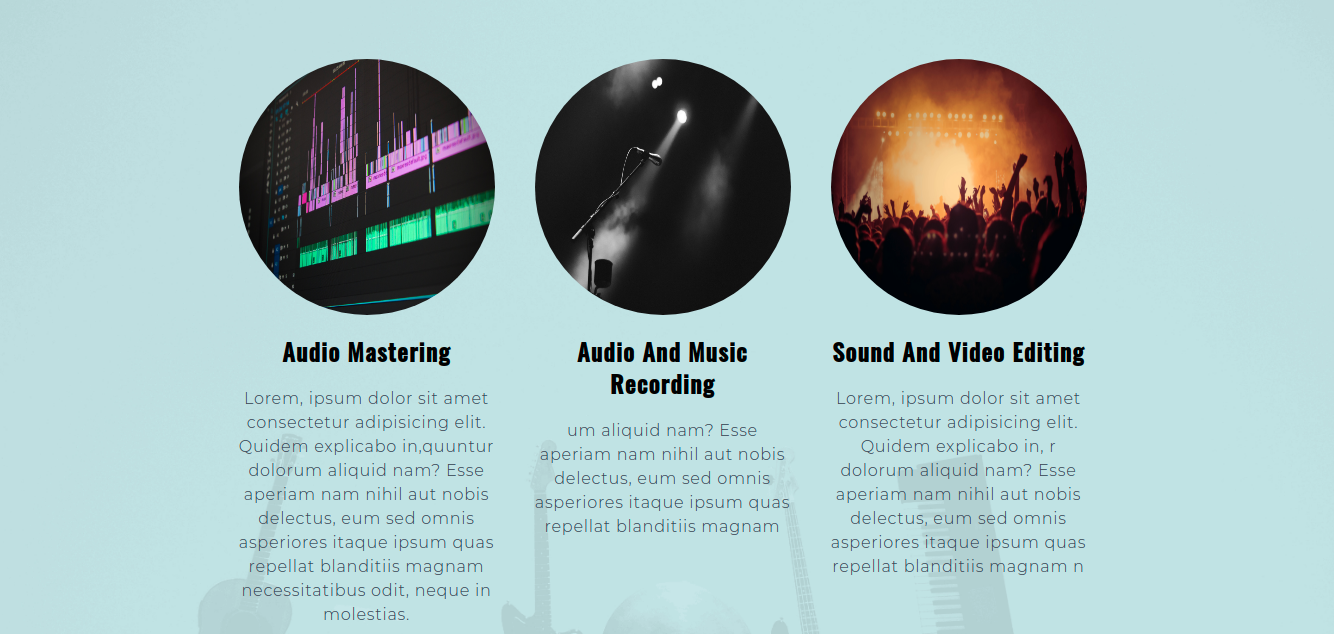 Audio Mastering
Lorem, ipsum dolor sit amet
consectetur adipisicing elit.
Quidem explicabo in,quuntur
dolorum aliquid nam? Esse
aperiam nam nihil aut nobis
delectus, eum sed omnis
asperiores itaque ipsum quas
repellat blanditiis magnam
necessitatibus odit, neque in
molestias.
Audio And Music
Recording
um aliquid nam? Esse
aperiam nam nihil aut nobis
delectus, eum sed omnis
asperiores itaque ipsum quas
repellat blanditiis magnam
Sound And Video Editing
Lorem, ipsum dolor sit amet
consectetur adipisicing elit.
Quidem explicabo in, r
dolorum aliquid nam? Esse
aperiam nam nihil aut nobis
delectus, eum sed omnis
asperiores itaque ipsum quas
repellat blanditiis magnam n